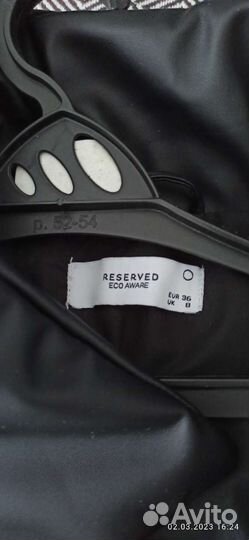 р. 52-54
RESERVED
ECO AWARE
EUR 36
UK 8
Avito
02.03.2023 16:24